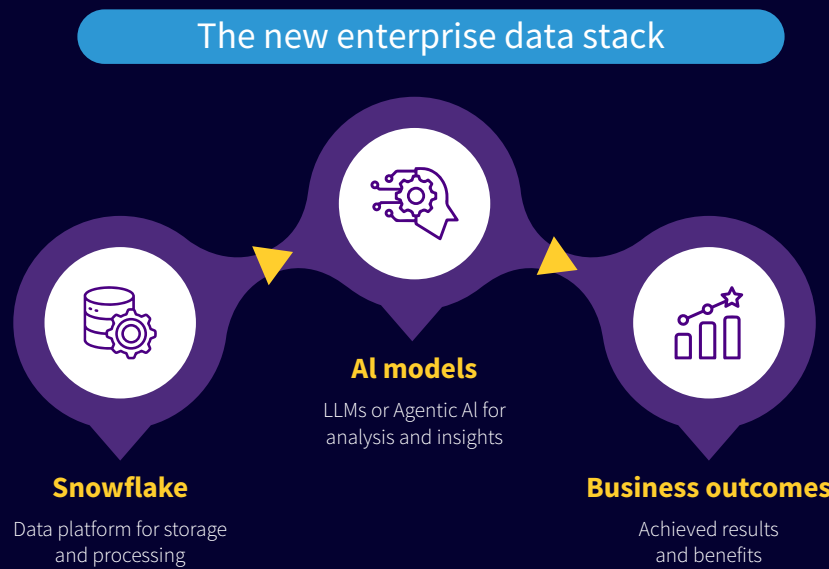 The new enterprise data stack
AI models
LLMs or Agentic AI for
analysis and insights
Snowflake
Data platform for storage
and processing
Business outcomes
Achieved results
and benefits